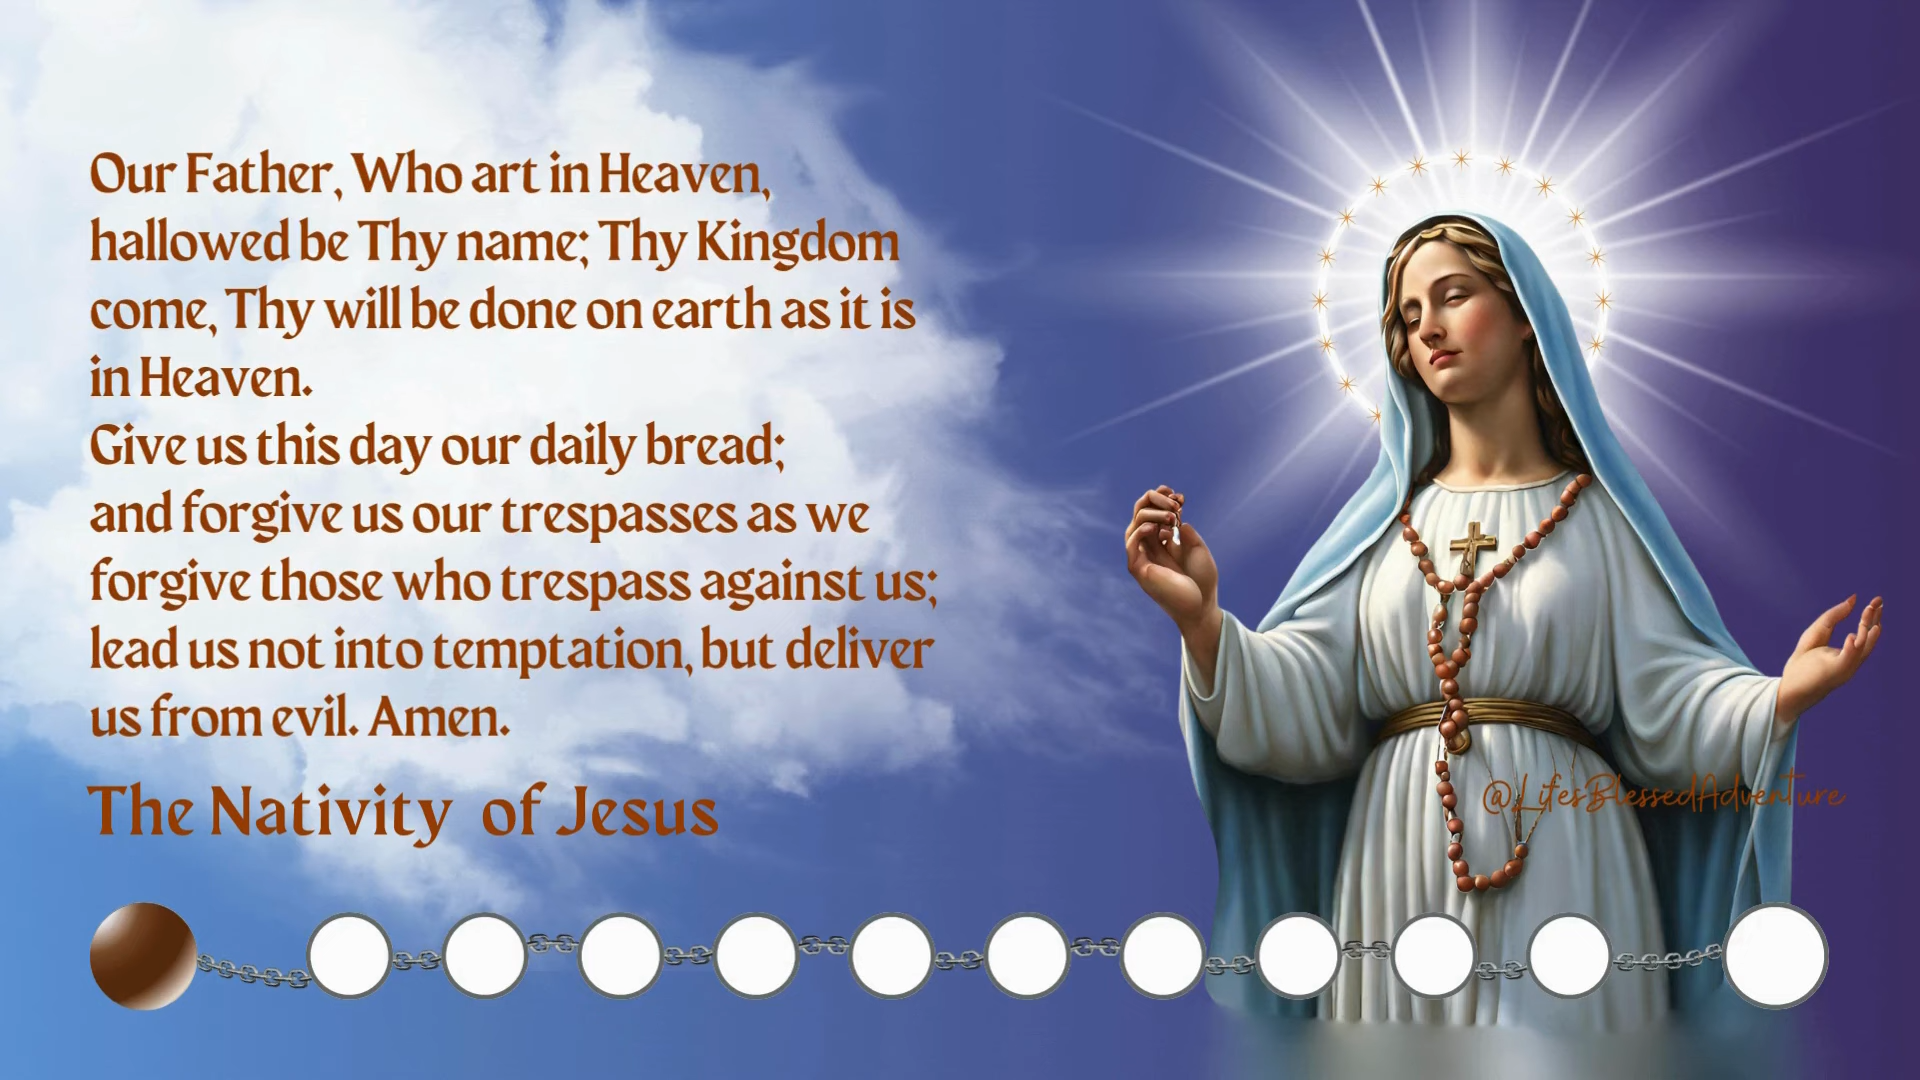 Our Father, Who art in Heaven,
hallowed be Thy name; Thy Kingdom
come, Thy will be done on earth as it is
in Heaven.
Give us this day our daily bread;
and forgive us our trespasses as we
forgive those who trespass against us;
lead us not into temptation, but deliver
us from evil. Amen.
The Nativity of Jesus
@LifesBlessedAdventure